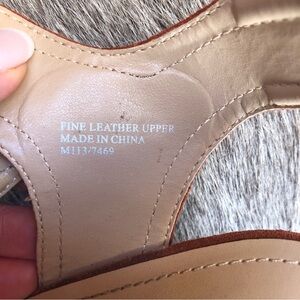 FINE LEATHER UPPER
MADE IN CHINA
M113/7469